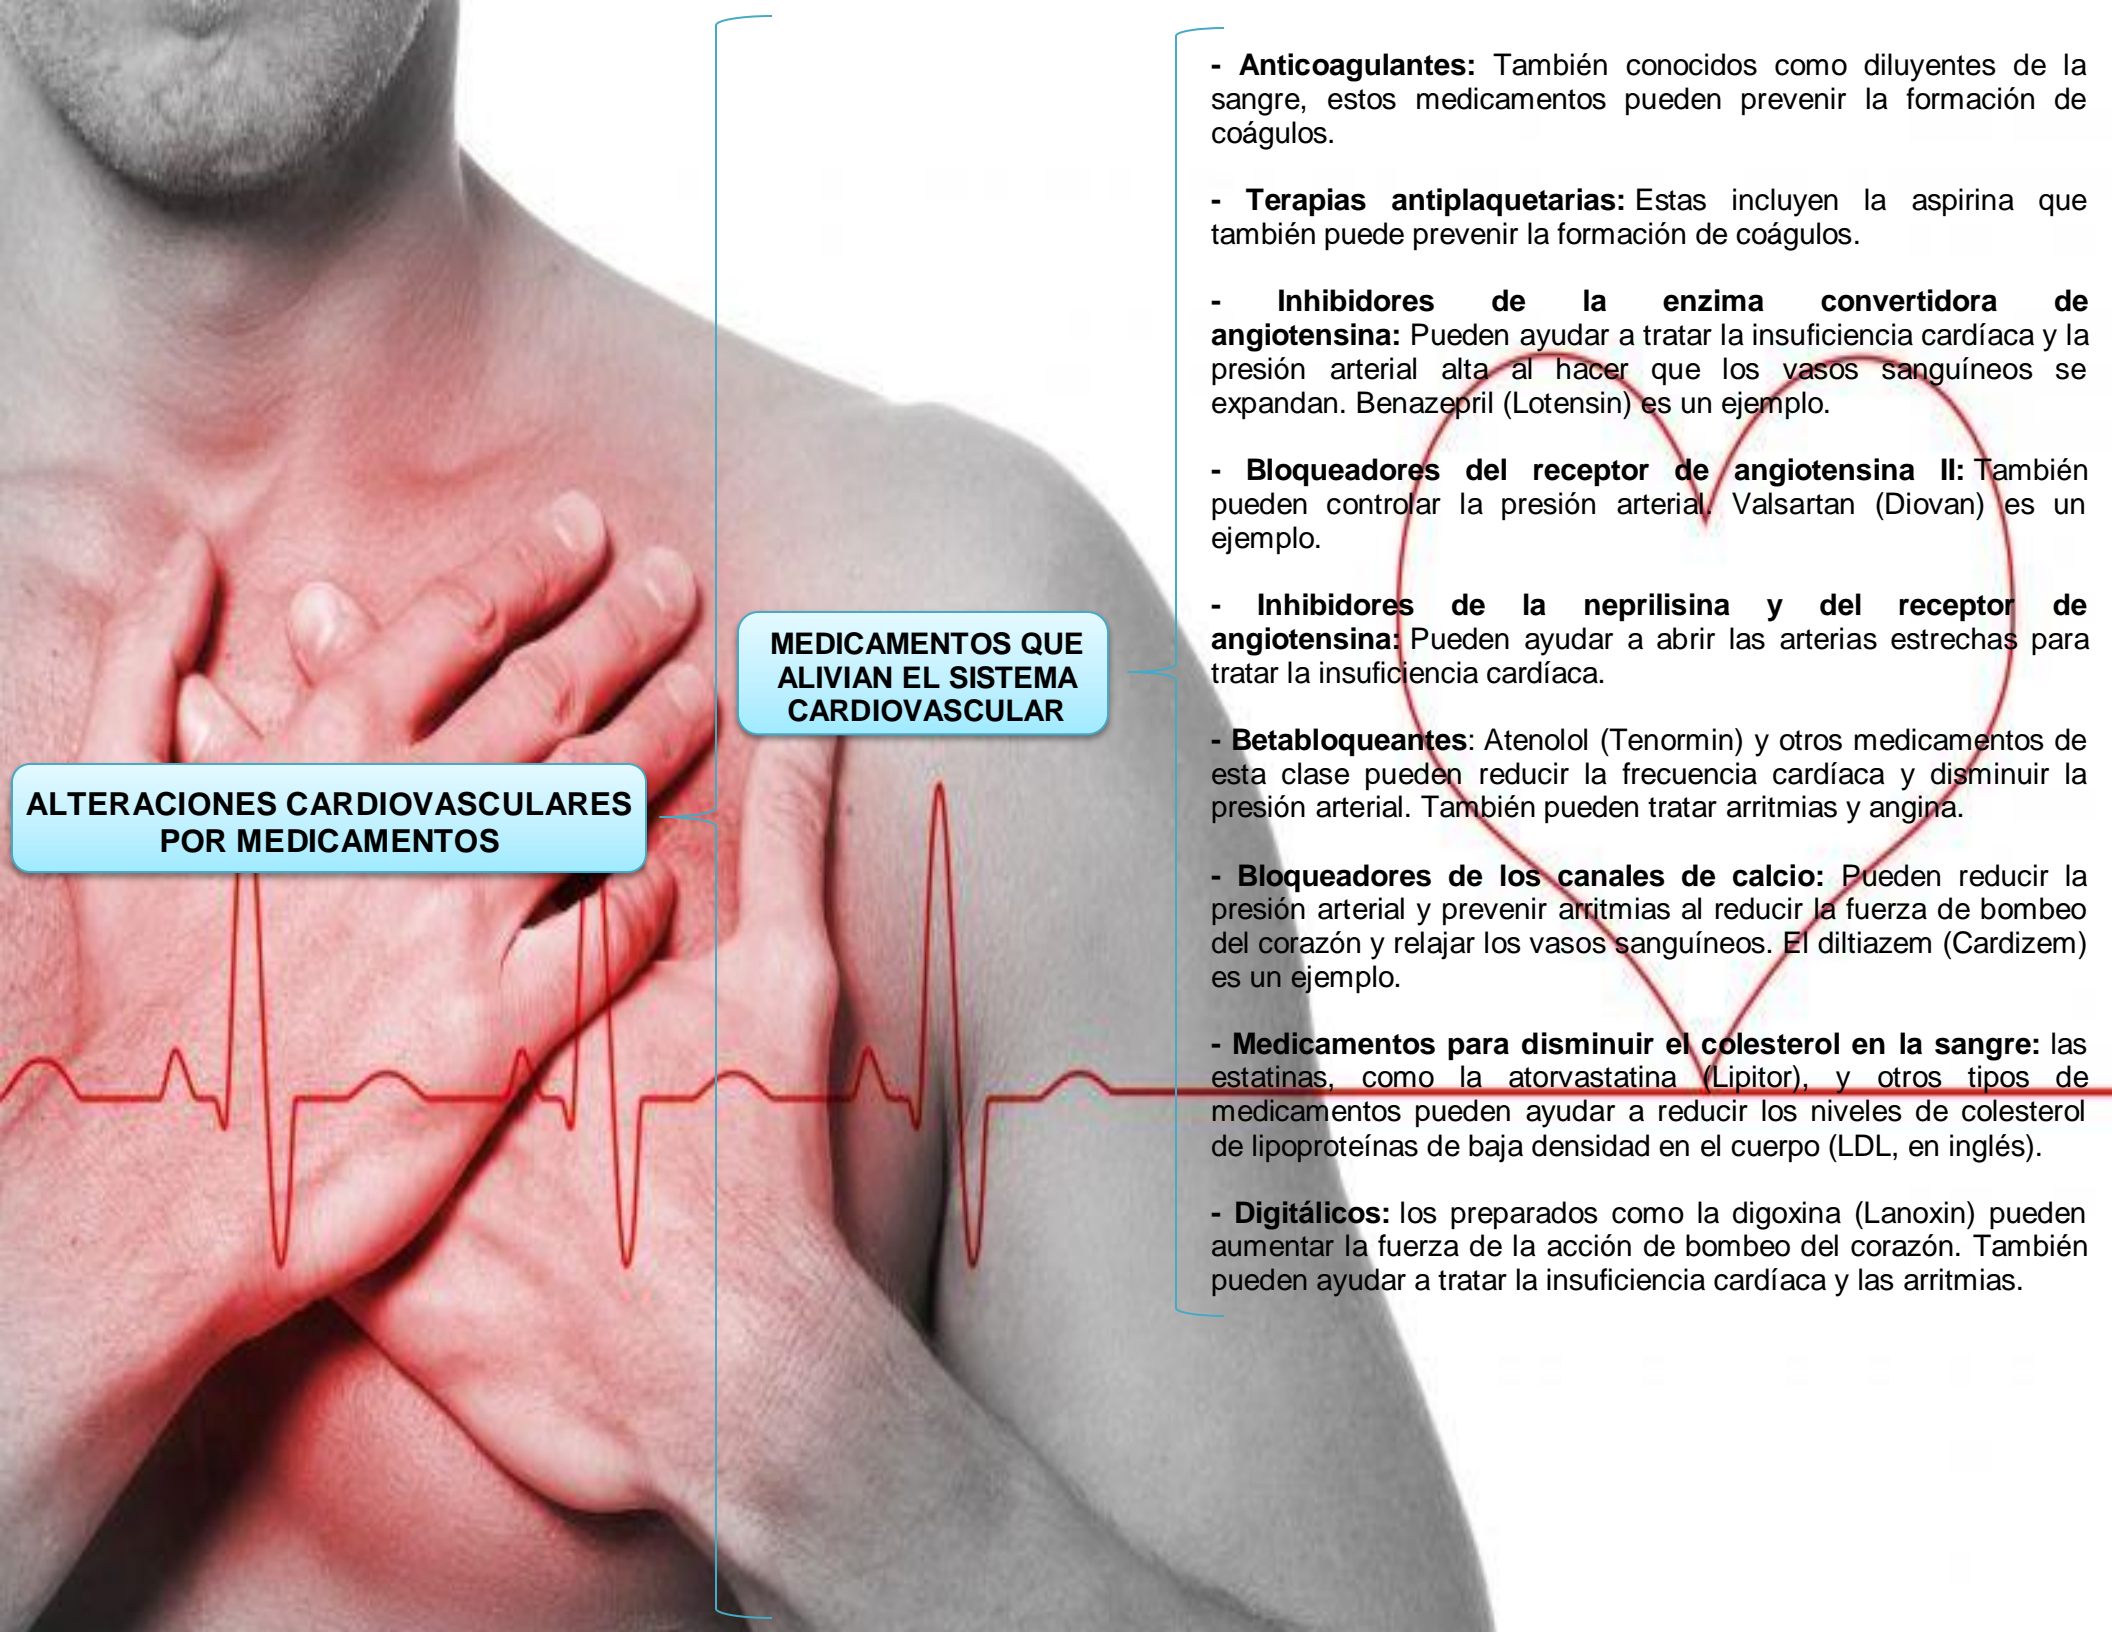 ALTERACIONES CARDIOVASCULARES
POR MEDICAMENTOS
MEDICAMENTOS QUE
ALIVIAN EL SISTEMA
CARDIOVASCULAR
- Anticoagulantes: También conocidos como diluyentes de la
sangre, estos medicamentos pueden prevenir la formación de
coágulos.
- Terapias antiplaquetarias: Estas incluyen la aspirina que
también puede prevenir la formación de coágulos.
- Inhibidores de la enzima convertidora de
angiotensina: Pueden ayudar a tratar la insuficiencia cardíaca y la
presión arterial alta al hacer que los vasos sanguíneos se
expandan. Benazepril (Lotensin) es un ejemplo.
- Bloqueadores del receptor de angiotensina II: También
pueden controlar la presión arterial. Valsartan (Diovan) es un
ejemplo.
- Inhibidores de la neprilisina y del receptor de
angiotensina: Pueden ayudar a abrir las arterias estrechas para
tratar la insuficiencia cardíaca.
- Betabloqueantes: Atenolol (Tenormin) y otros medicamentos de
esta clase pueden reducir la frecuencia cardíaca y disminuir la
presión arterial. También pueden tratar arritmias y angina.
- Bloqueadores de los canales de calcio: Pueden reducir la
presión arterial y prevenir arritmias al reducir la fuerza de bombeo
del corazón y relajar los vasos sanguíneos. El diltiazem (Cardizem)
es un ejemplo.
- Medicamentos para disminuir el colesterol en la sangre: las
estatinas, como la atorvastatina (Lipitor), y otros tipos de
medicamentos pueden ayudar a reducir los niveles de colesterol
de lipoproteínas de baja densidad en el cuerpo (LDL, en inglés).
- Digitálicos: los preparados como la digoxina (Lanoxin) pueden
aumentar la fuerza de la acción de bombeo del corazón. También
pueden ayudar a tratar la insuficiencia cardíaca y las arritmias.